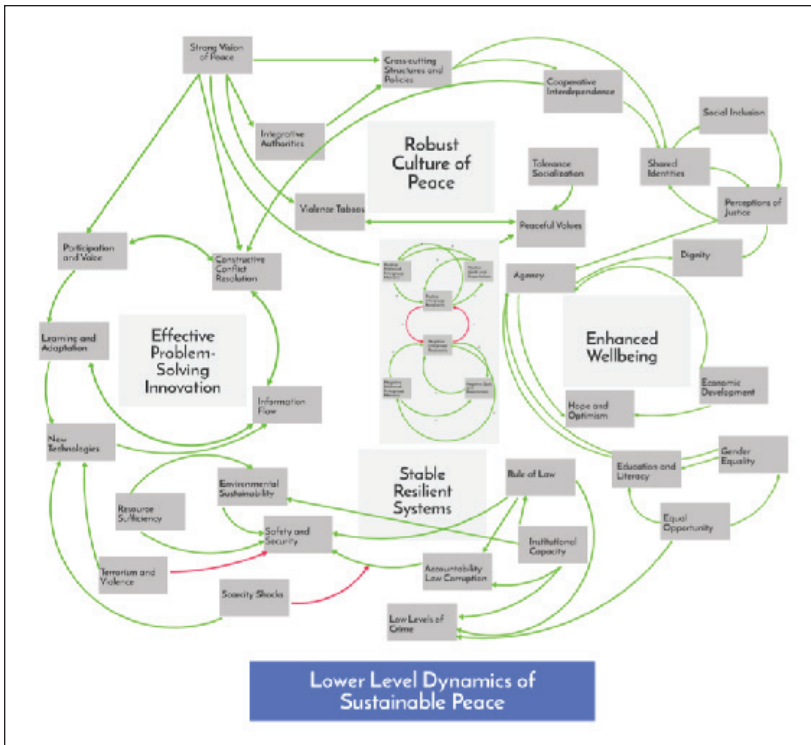 Strong Vision
of Peace
Cross-cutting
Structures and
Policies
Cooperative
Interdependence
Social Inclusion
Integrative
Authorities
Robust
Culture of
Peace
Tolerance
Socialization
Shared
Identities
Perceptions of
Justice
Violence Taboos
Peaceful Values
Participation
and Voice
Constructive
Conflict
Resolution
Agency
Dignity
Learning and
Adaptation
Effective
Problem-
Solving
Innovation
Enhanced
Wellbeing
Information
Flow
Hope and
Optimism
Economic
Development
New
Technologies
Stable
Resilient
Systems
Rule of Law
Education and
Literacy
Gender
Equality
Environmental
Sustainability
Resource
Sufficiency
Safety and
Security
Institutional
Capacity
Equal
Opportunity
Terrorism and
Violence
Accountability
Low Corruption
Scacity Shocks
Low Levels of
Crime
Lower Level Dynamics of
Sustainable Peace